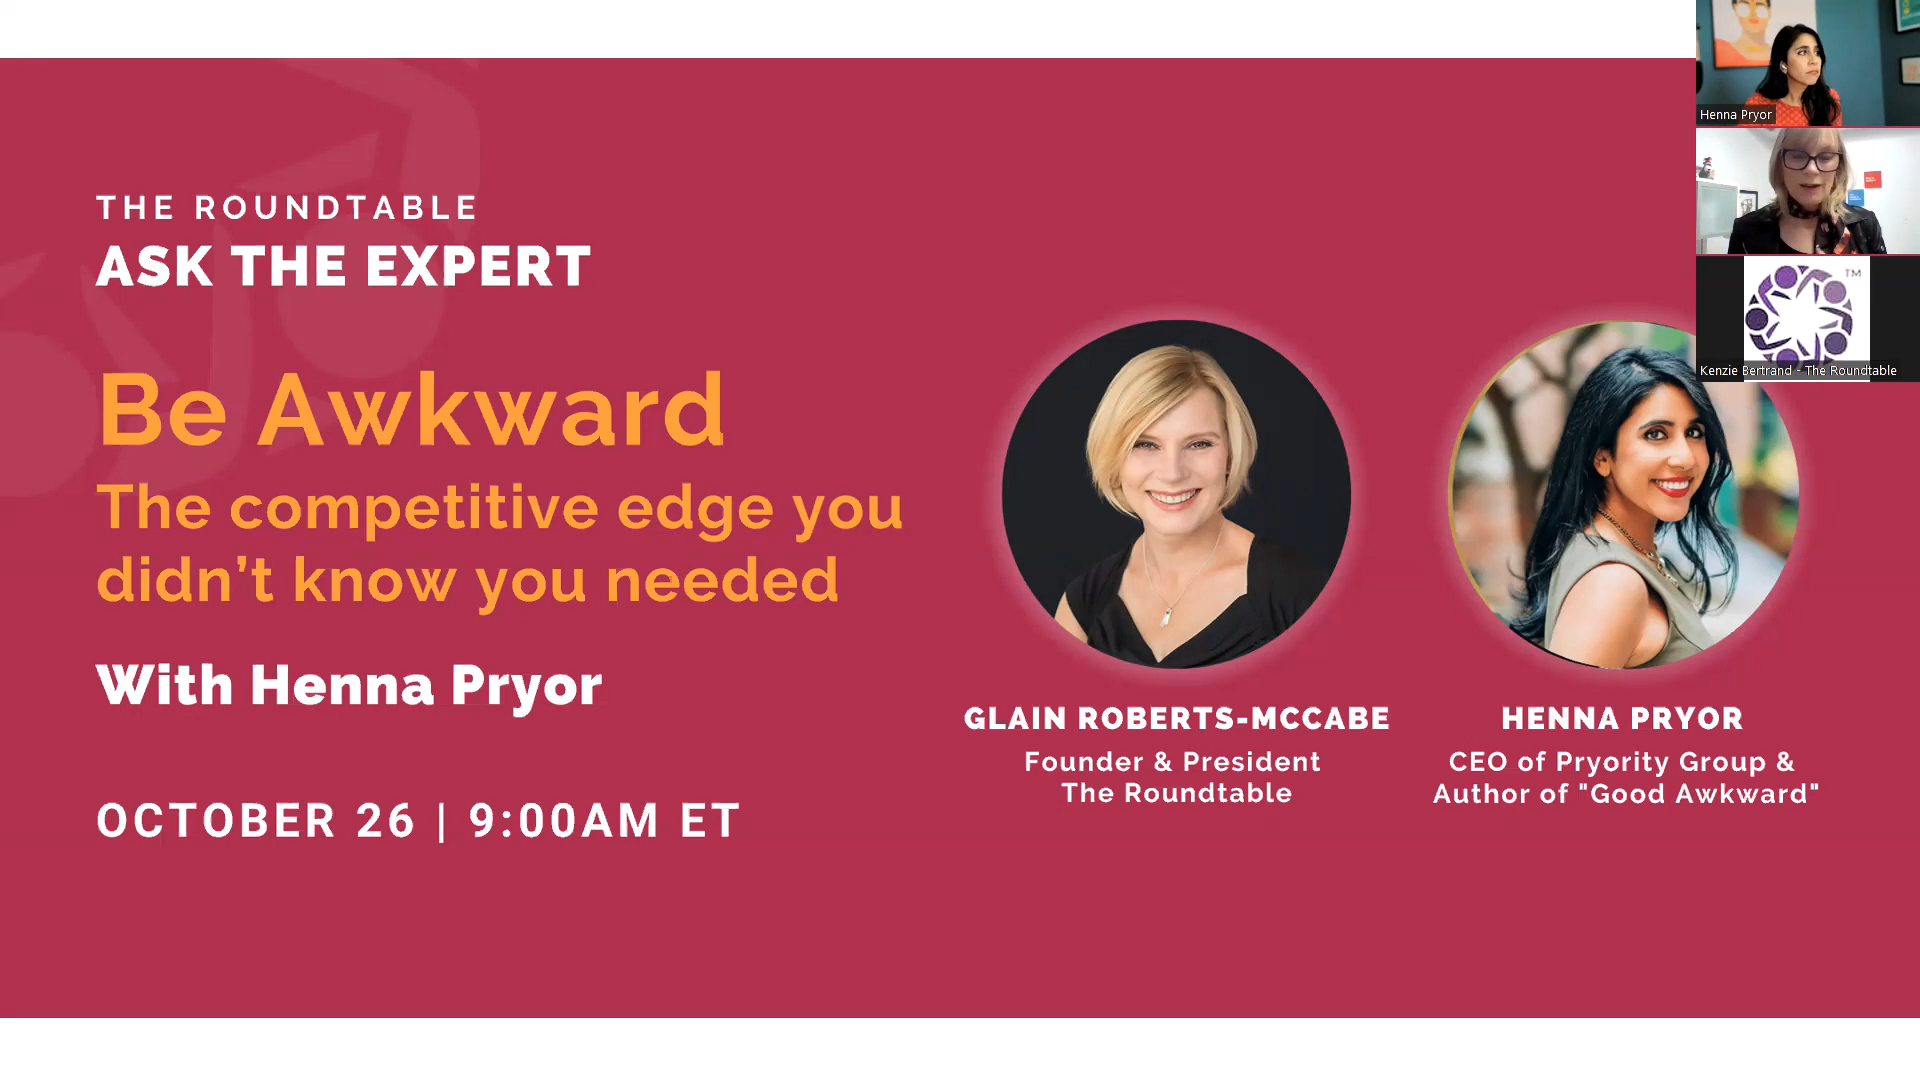 THE ROUNDTABLE
ASK THE EXPERT
Be Awkward
The competitive edge you
didn’t know you needed
With Henna Pryor
OCTOBER 26 | 9:00AM ET
GLAIN ROBERTS-MCCABE
Founder & President
The Roundtable
HENNA PRYOR
CEO of Pryority Group &
Author of "Good Awkward"
Henna Pryor
TM
Kenzie Bertrand - The Roundtable